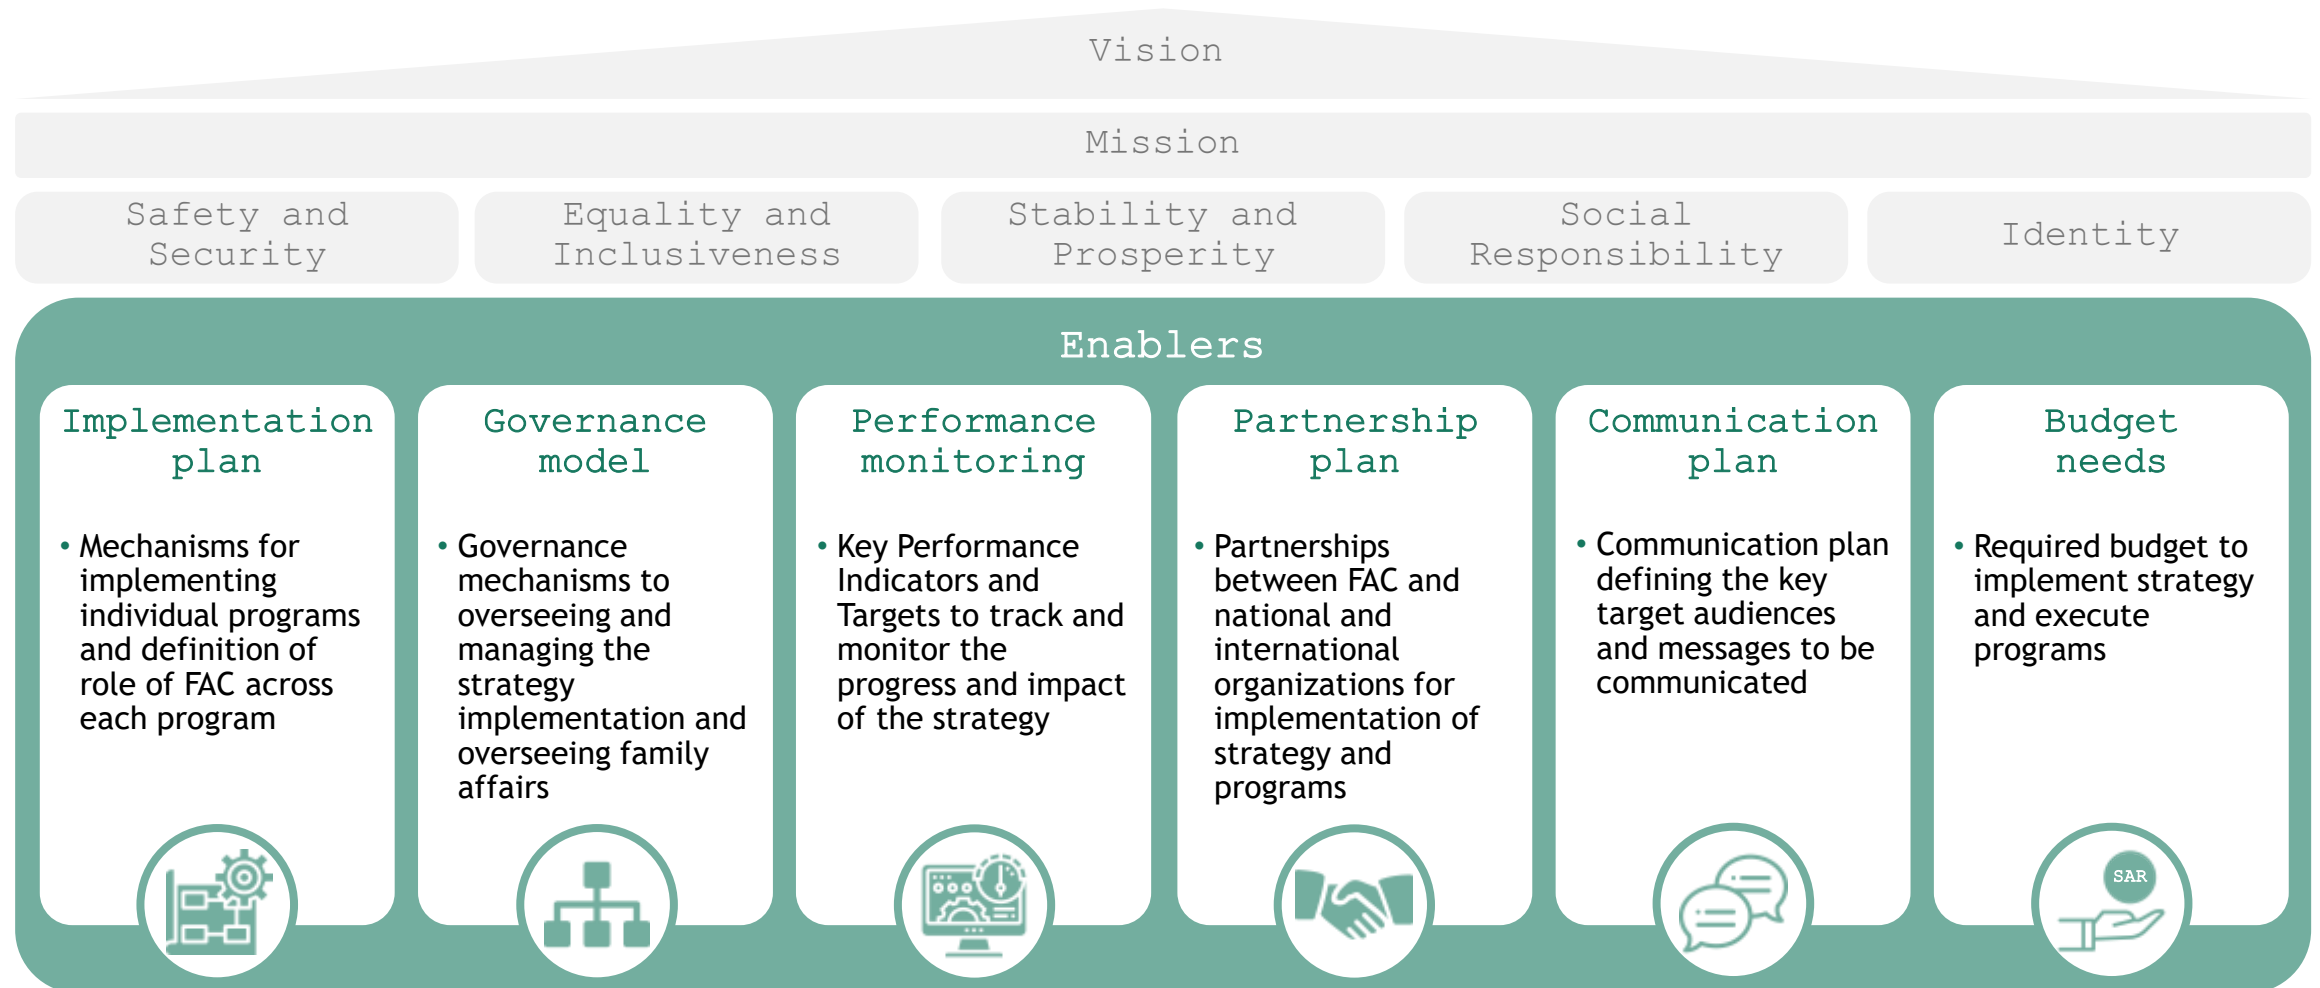 Vision
Mission
Safety and
Security
Equality and
Inclusiveness
Stability and
Prosperity
Social
Responsibility
Identity
Enablers
Implementation
plan
• Mechanisms for
implementing
individual programs
and definition of
role of FAC across
each program
Governance
model
• Governance
mechanisms to
overseeing and
managing the
strategy
implementation and
overseeing family
affairs
Performance
monitoring
• Key Performance
Indicators and
Targets to track and
monitor the
progress and impact
of the strategy
Partnership
plan
• Partnerships
between FAC and
national and
international
organizations for
implementation of
strategy and
programs
Communication
plan
• Communication plan
defining the key
target audiences
and messages to be
communicated
Budget
needs
• Required budget to
implement strategy
and execute
programs
SAR